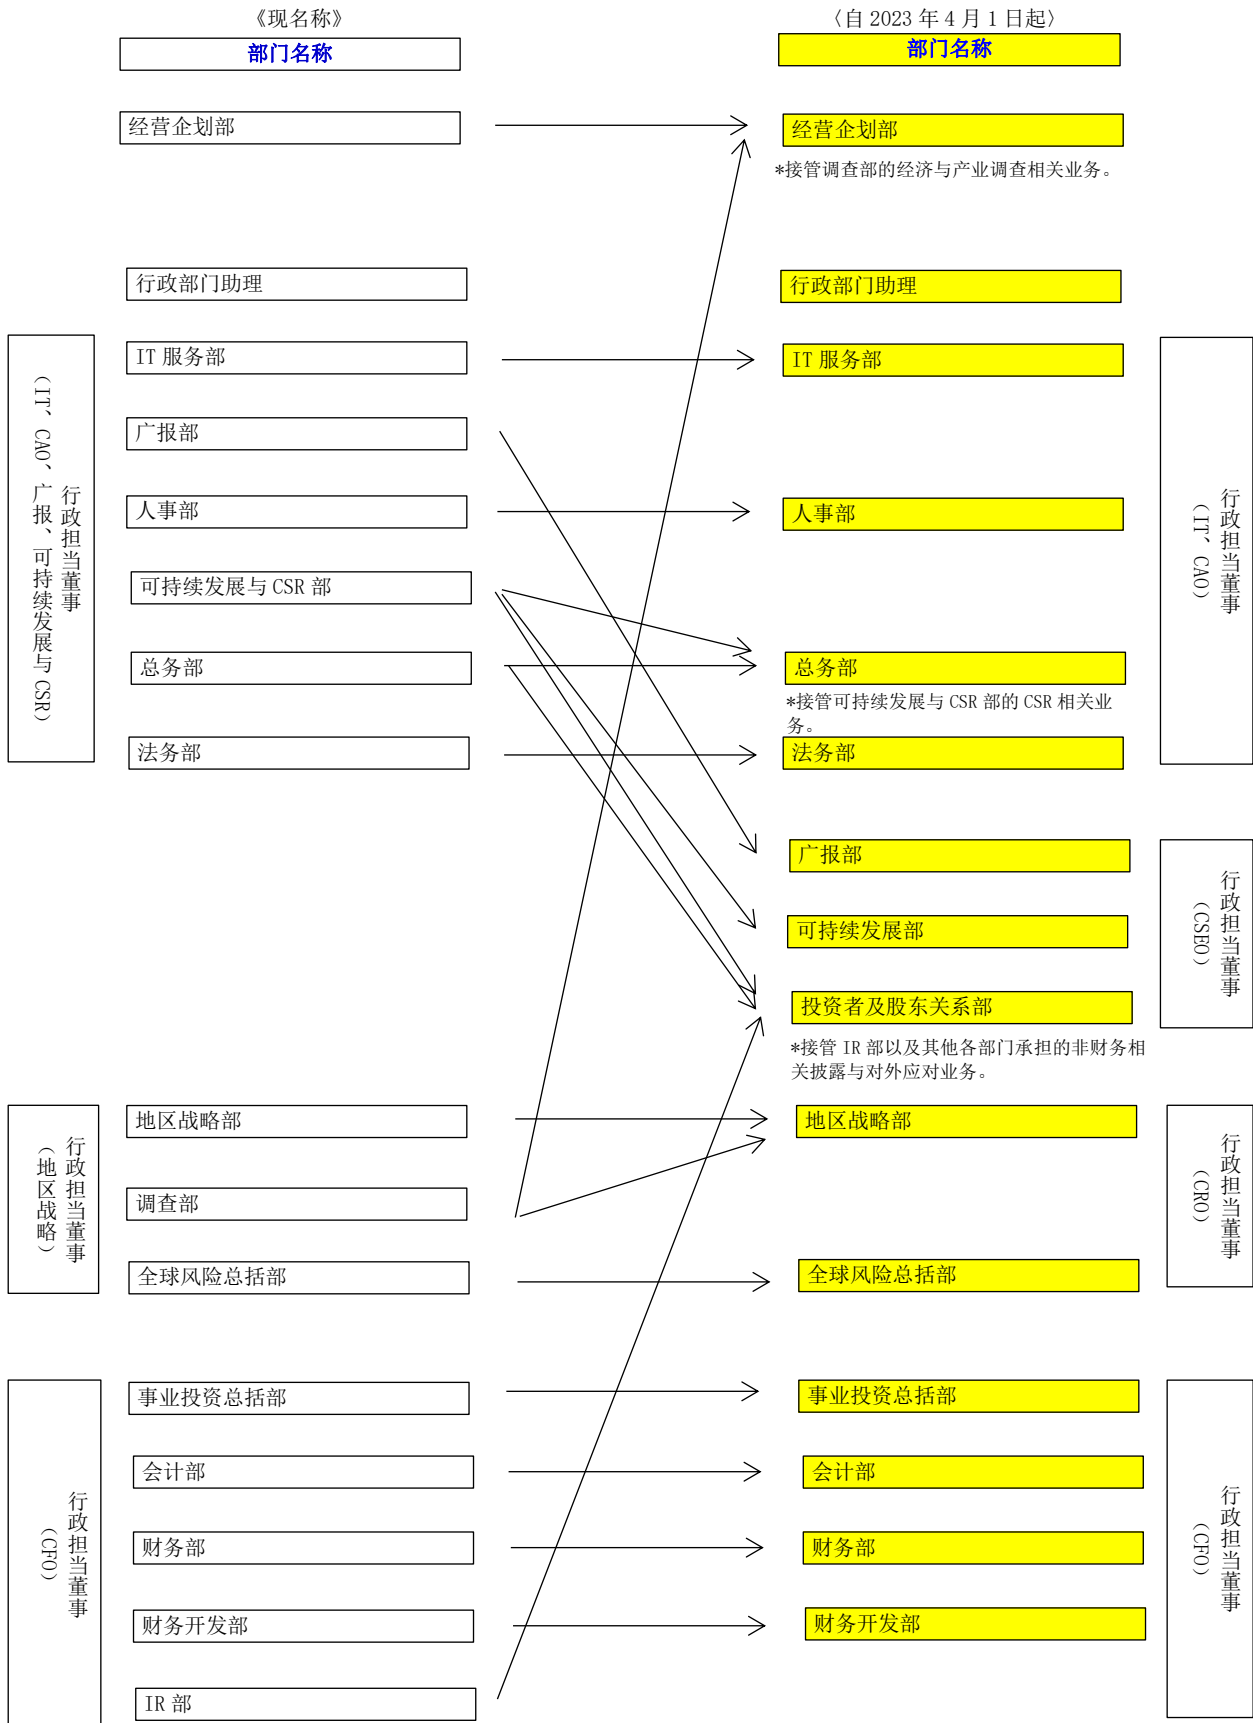 《现名称》
〈自 2023 年 4 月 1 日起〉
部门名称
部门名称
经营企划部
经营企划部
*接管调查部的经济与产业调查相关业务。
行政部门助理
行政部门助理
行政担当董事
（IT、CAO、广报、可持续发展与 CSR）
IT 服务部
IT 服务部
广报部
人事部
人事部
可持续发展与 CSR 部
总务部
总务部
*接管可持续发展与 CSR 部的 CSR 相关业
务。
法务部
法务部
行政担当董事
（IT、CAO）
广报部
可持续发展部
投资者及股东关系部
*接管 IR 部以及其他各部门承担的非财务相
关披露与对外应对业务。
行政担当董事
（CSEO）
行政担当董事
（地区战略）
地区战略部
地区战略部
调查部
全球风险总括部
全球风险总括部
行政担当董事
（CRO）
行政担当董事
（CFO）
事业投资总括部
事业投资总括部
会计部
会计部
财务部
财务部
财务开发部
财务开发部
IR 部
行政担当董事
（CFO）